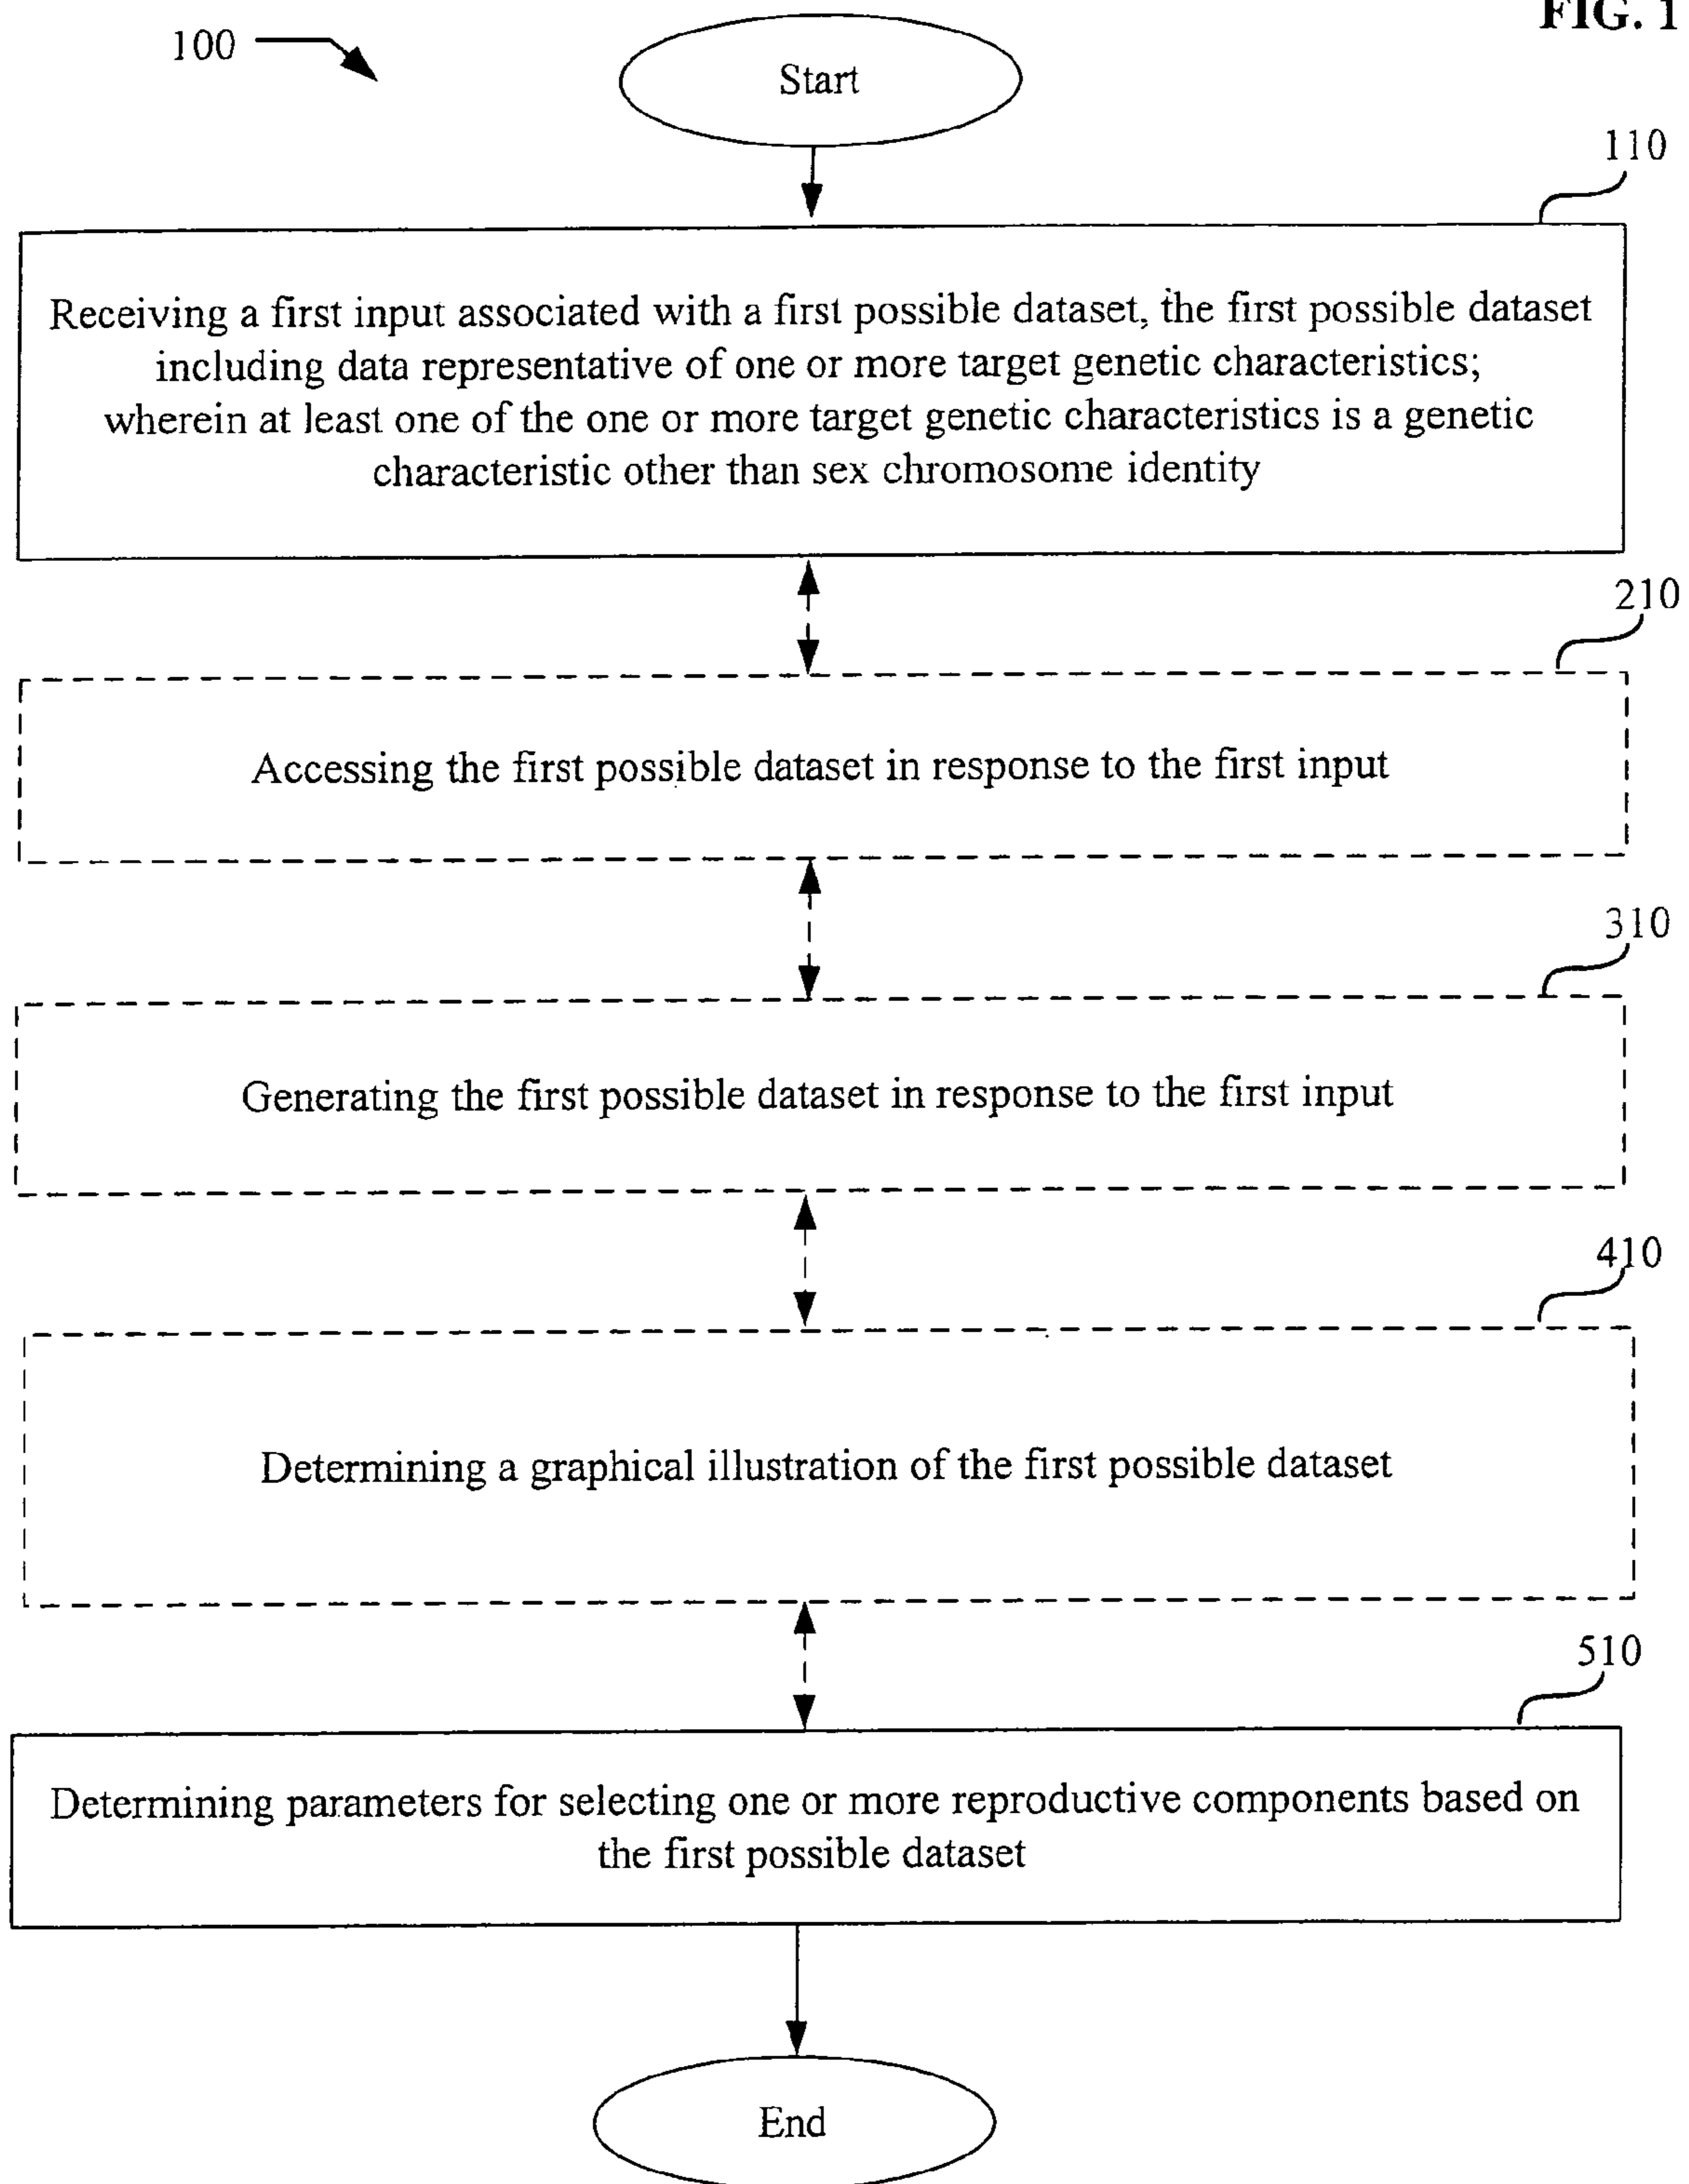 FIG. 1
100
Start
110
Receiving a first input associated with a first possible dataset, the first possible dataset
including data representative of one or more target genetic characteristics;
wherein at least one of the one or more target genetic characteristics is a genetic
characteristic other than sex chromosome identity
210
Accessing the first possible dataset in response to the first input
310
Generating the first possible dataset in response to the first input
410
Determining a graphical illustration of the first possible dataset
510
Determining parameters for selecting one or more reproductive components based on
the first possible dataset
End